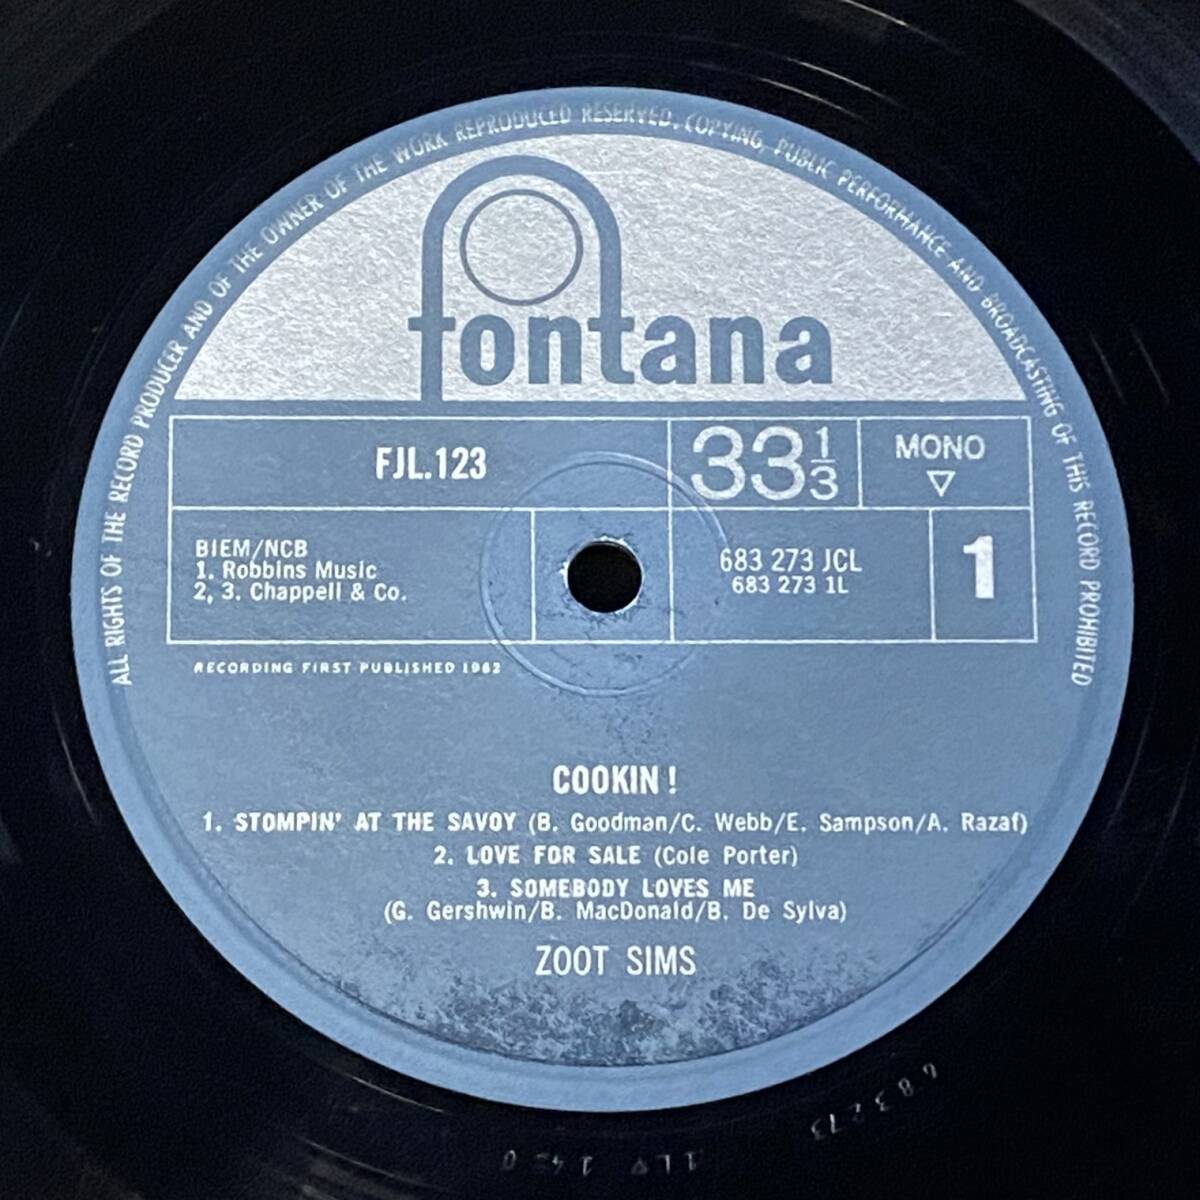 ALL RIGHTS OF THE RECORD PRODUCER AND OF THE OWNER OF THE WORK REPRODUCED RESERVED. COPYING, PUBLIC PERFORMANCE AND BROADCASTING OF THIS RECORD PROHIBITED
fontana
FJL.123
33⅓
MONO
BIEM/NCB
1. Robbins Music
2, 3. Chappell & Co.
683 273 JCL
683 273 1L
1
RECORDING FIRST PUBLISHED 1962
COOKIN !
1. STOMPIN' AT THE SAVOY (B. Goodman/C. Webb/E. Sampson/A. Razaf)
2. LOVE FOR SALE (Cole Porter)
3. SOMEBODY LOVES ME
(G. Gershwin/B. MacDonald/B. De Sylva)
ZOOT SIMS
683273